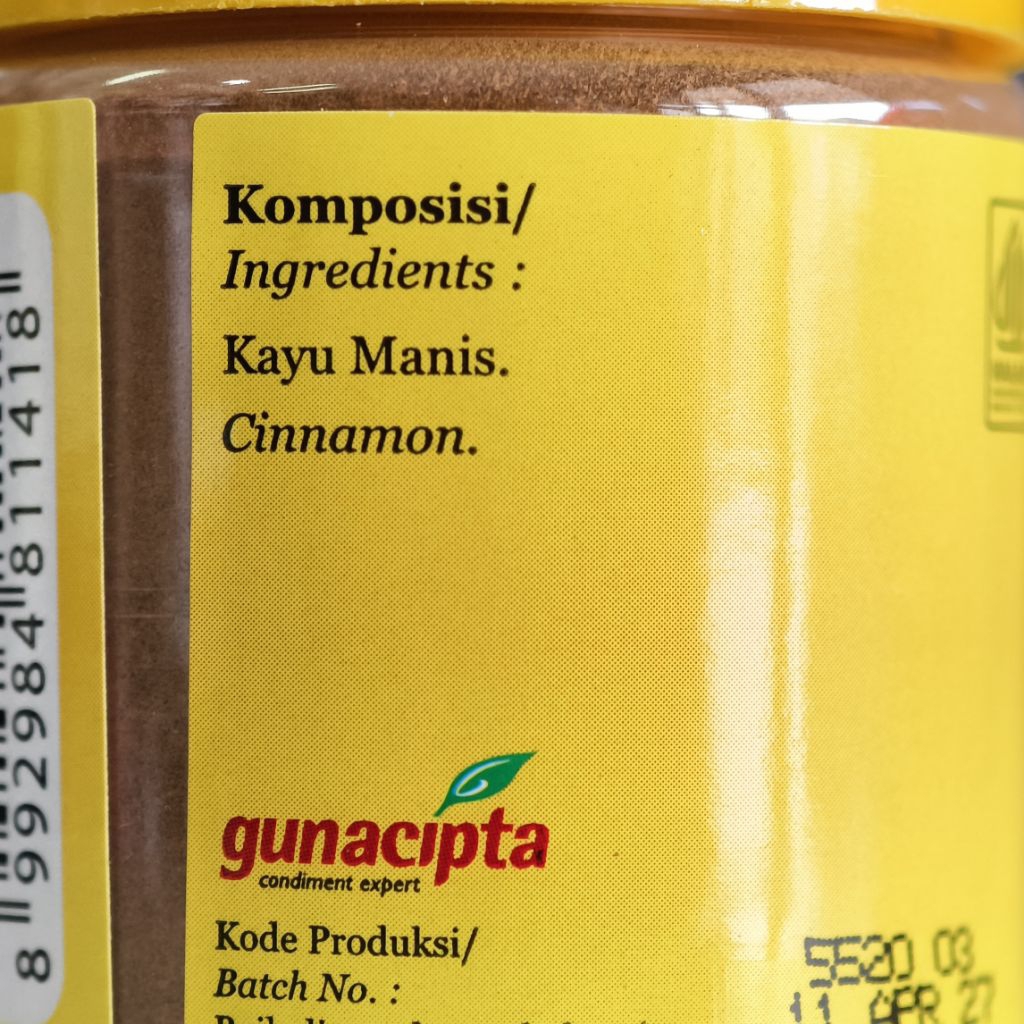 Komposisi/
Ingredients :
Kayu Manis.
Cinnamon.
gunacipta
condiment expert
Kode Produksi/
Batch No. :
SE20 03
11 APR 27
8 992984 811418